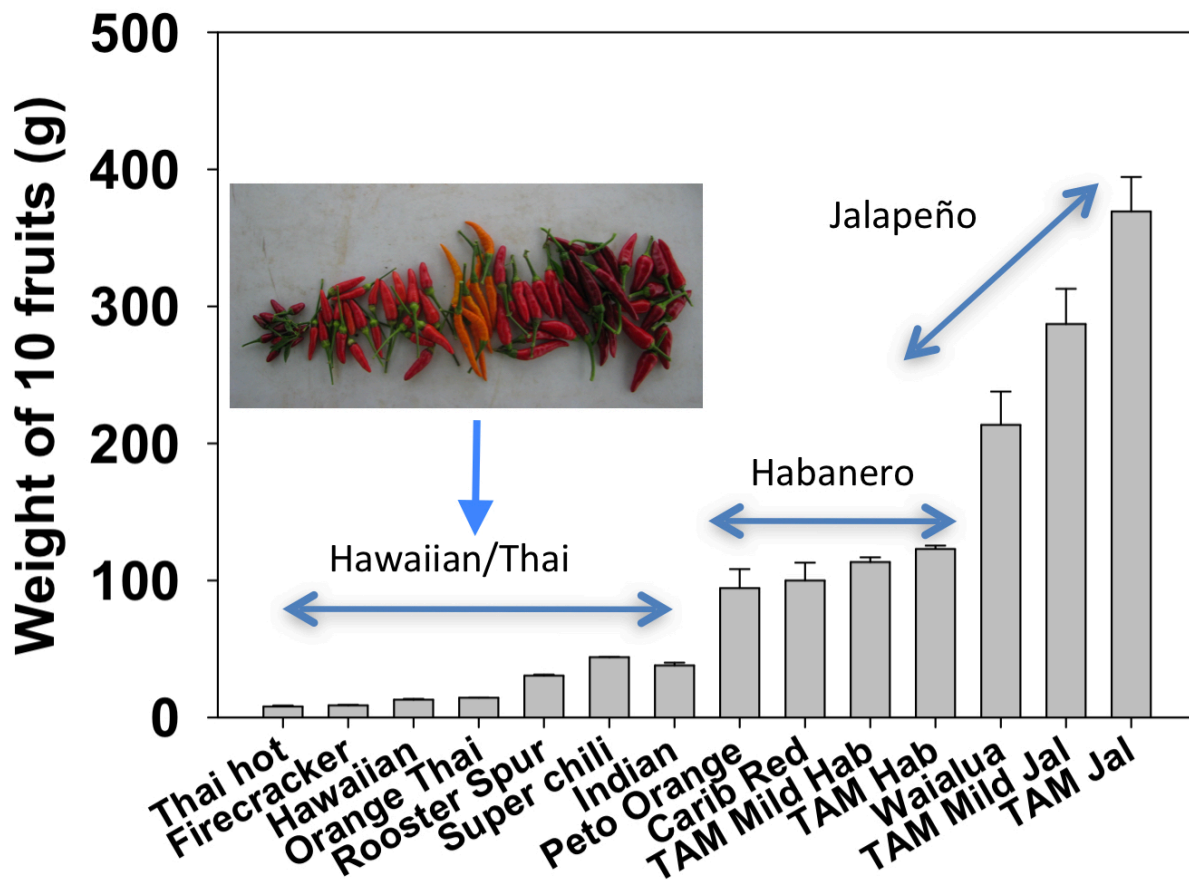 Weight of 10 fruits (g)
500
400
300
200
100
0
Jalapeño
Habanero
Hawaiian/Thai
Thai hot
Firecracker
Hawaiian
Orange Thai
Rooster Spur
Super chili
Indian
Peto Orange
Carib Red
TAM Mild Hab
TAM Hab
Waialua
TAM Mild Jal
TAM Jal